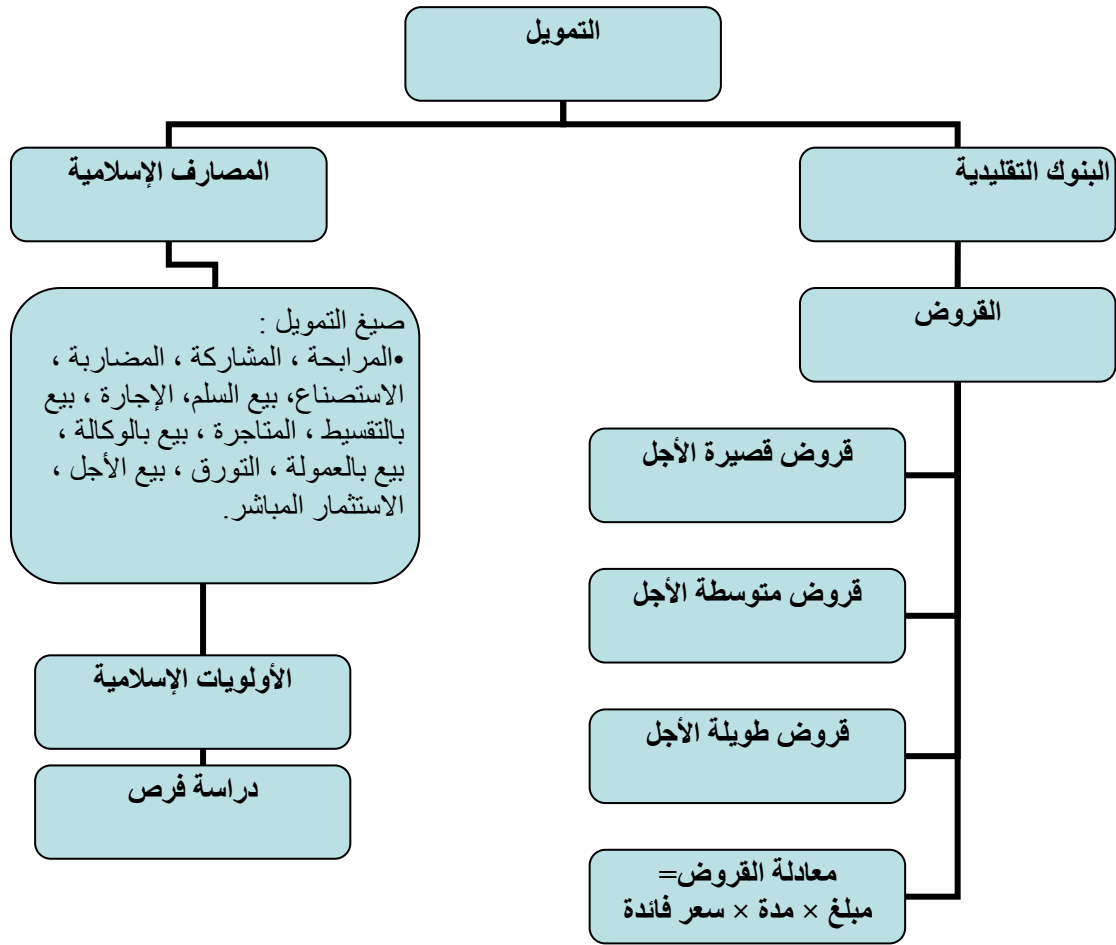 التمويل
البنوك التقليدية
المصارف الإسلامية
القروض
قروض قصيرة الأجل
قروض متوسطة الأجل
قروض طويلة الأجل
معادلة القروض=
مبلغ × مدة × سعر فائدة
صيغ التمويل :
•المرابحة ، المشاركة ، المضاربة ،
الاستصناع، بيع السلم، الإجارة ، بيع
بالتقسيط ، المتاجرة ، بيع بالوكالة ،
بيع بالعمولة ، التورق ، بيع الأجل ،
الاستثمار المباشر.
الأولويات الإسلامية
دراسة فرص